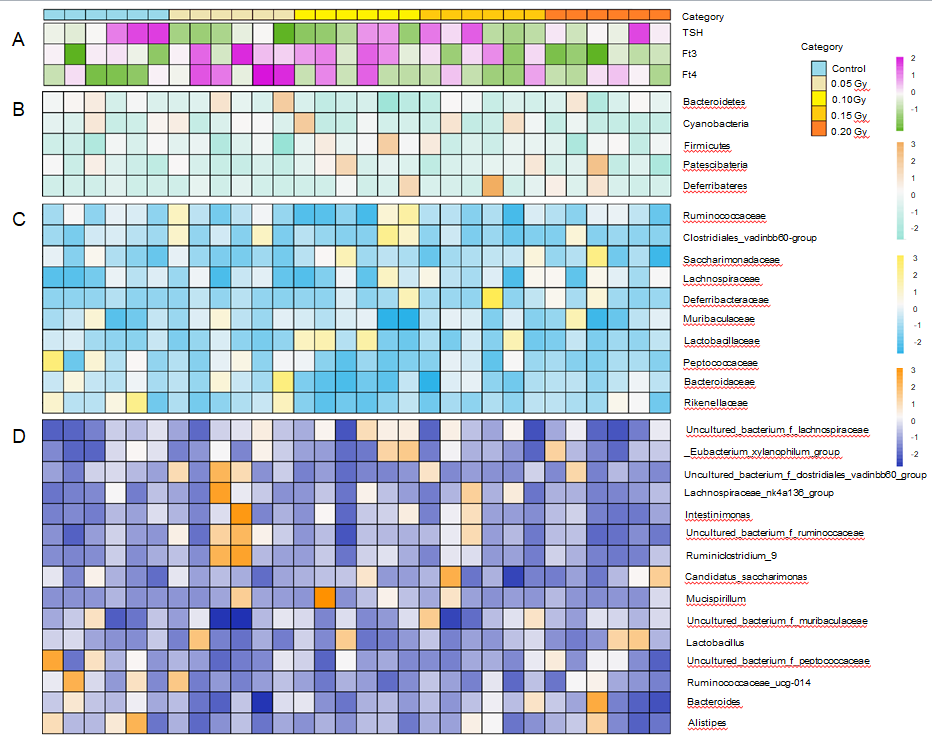 Category
A
TSH
Ft3
Ft4
Category
Control
0.05 Gy
0.10Gy
0.15 Gy
0.20 Gy
2
1
0
-1
B
Bacteroidetes
Cyanobacteria
Firmicutes
Patescibateria
Deferribateres
3
2
1
0
-1
-2
C
Ruminococcaceae
Clostridiales_vadinbb60-group
Saccharimonadaceae
Lachnospiraceae
Deferribacteraceae
Muribaculaceae
Lactobacillaceae
Peptococcaceae
Bacteroidaceae
Rikenellaceae
3
2
1
0
-1
-2
3
2
1
0
-1
-2
D
Uncultured_bacterium_f_lachnospiraceae
_Eubacterium_xylanophilum_group
Uncultured_bacterium_f_clostridiales_vadinbb60_group
Lachnospiraceae_nk4a136_group
Intestinimonas
Uncultured_bacterium_f_ruminococcaceae
Ruminiclostridium_9
Candidatus_saccharimonas
Mucispirillum
Uncultured_bacterium_f_muribaculaceae
Lactobacillus
Uncultured_bacterium_f_peptococcaceae
Ruminococcaceae_ucg-014
Bacteroides
Alistipes